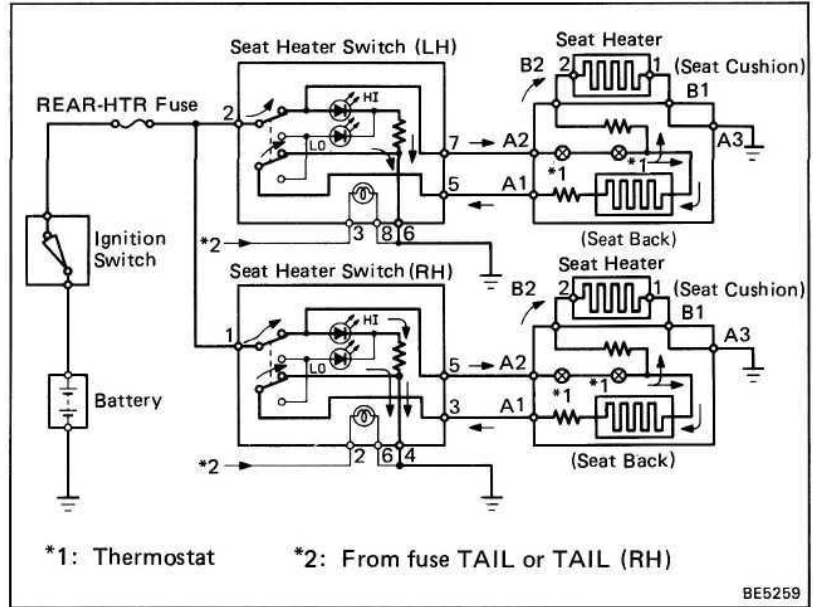 Seat Heater Switch (LH)
Seat Heater
B2 2 1 (Seat Cushion)
B1
REAR-HTR Fuse
2 HI
LO
7 A2 A3
*1 *1
5 A1
*2 3 8 6
(Seat Back)
Ignition
Switch
Seat Heater Switch (RH)
Seat Heater
B2 2 1 (Seat Cushion)
B1
1 HI
LO
5 A2 A3
*1 *1
3 A1
Battery
*2 2 6 4
(Seat Back)
*1: Thermostat *2: From fuse TAIL or TAIL (RH)
BE5259